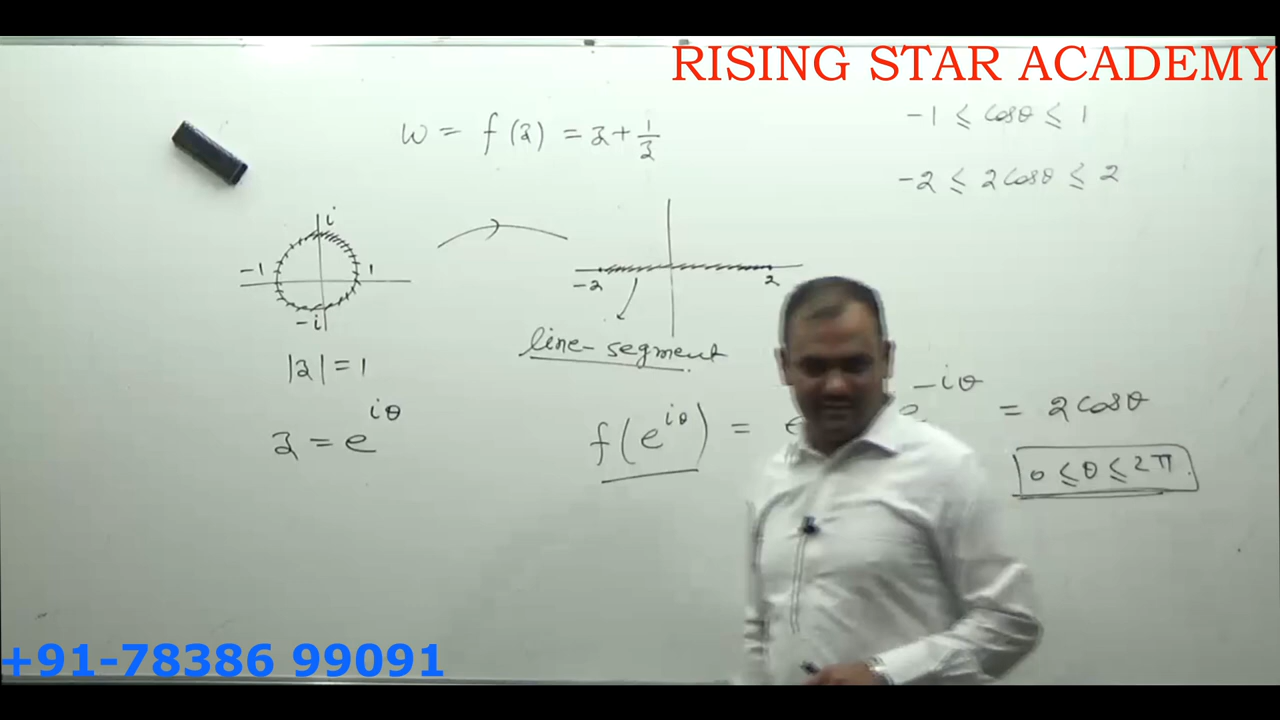 RISING STAR ACADEMY
-1 ≤ cosθ ≤ 1
w = f(z) = z + 1/z
-2 ≤ 2cosθ ≤ 2
i
-1 1
-i
-2 2
line-segment
|z| = 1
z = e^{iθ}
f(e^{iθ}) = e^{-iθ} = 2cosθ
0 ≤ θ ≤ 2π
+91-78386 99091